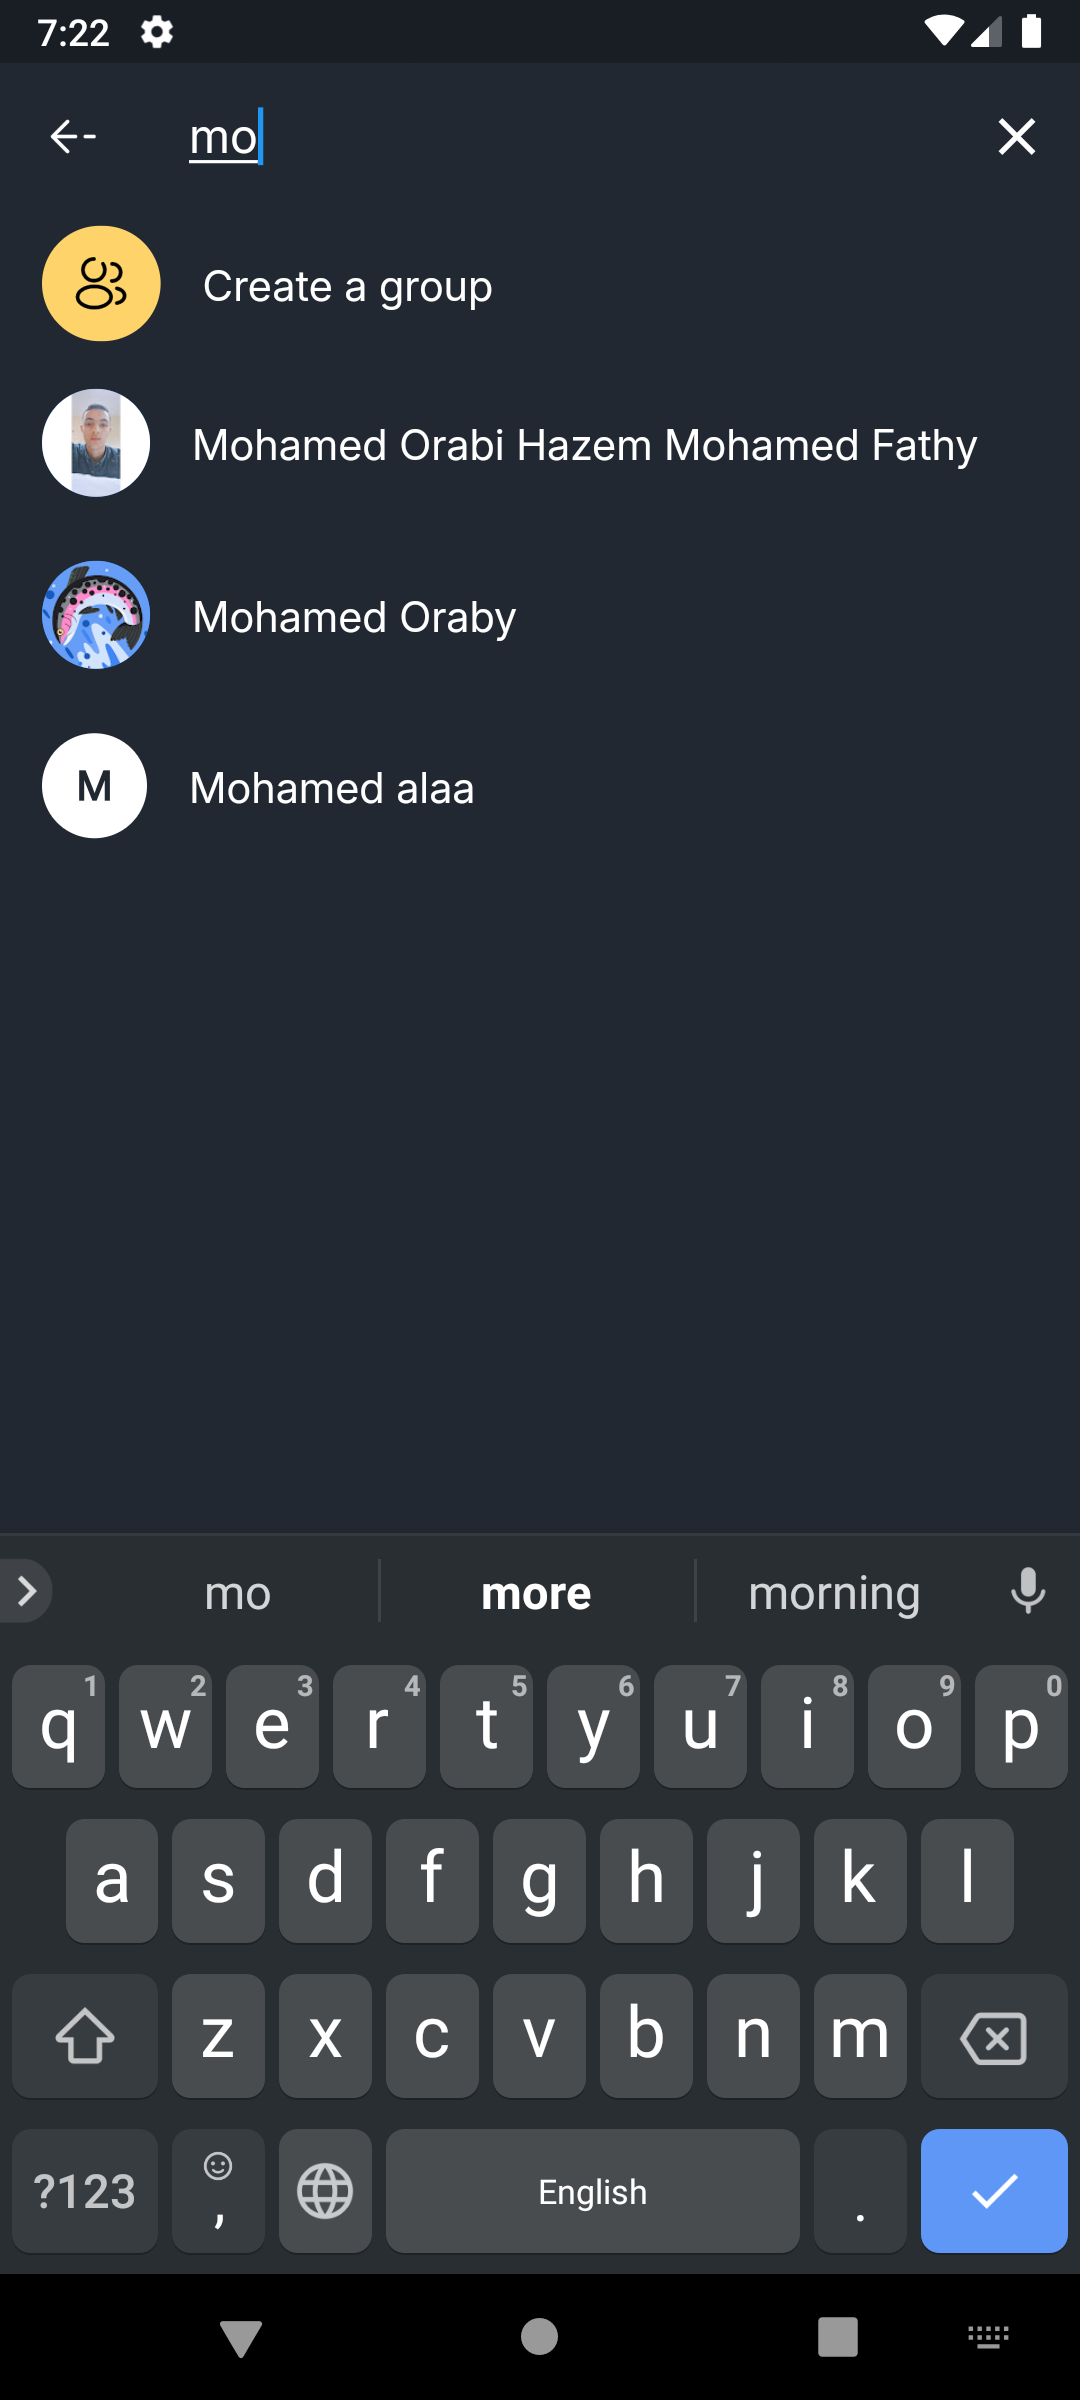 7:22
mo
Create a group
Mohamed Orabi Hazem Mohamed Fathy
Mohamed Oraby
M
Mohamed alaa
mo more morning
1 2 3 4 5 6 7 8 9 0
q w e r t y u i o p
a s d f g h j k l
z x c v b n m
?123 , English .